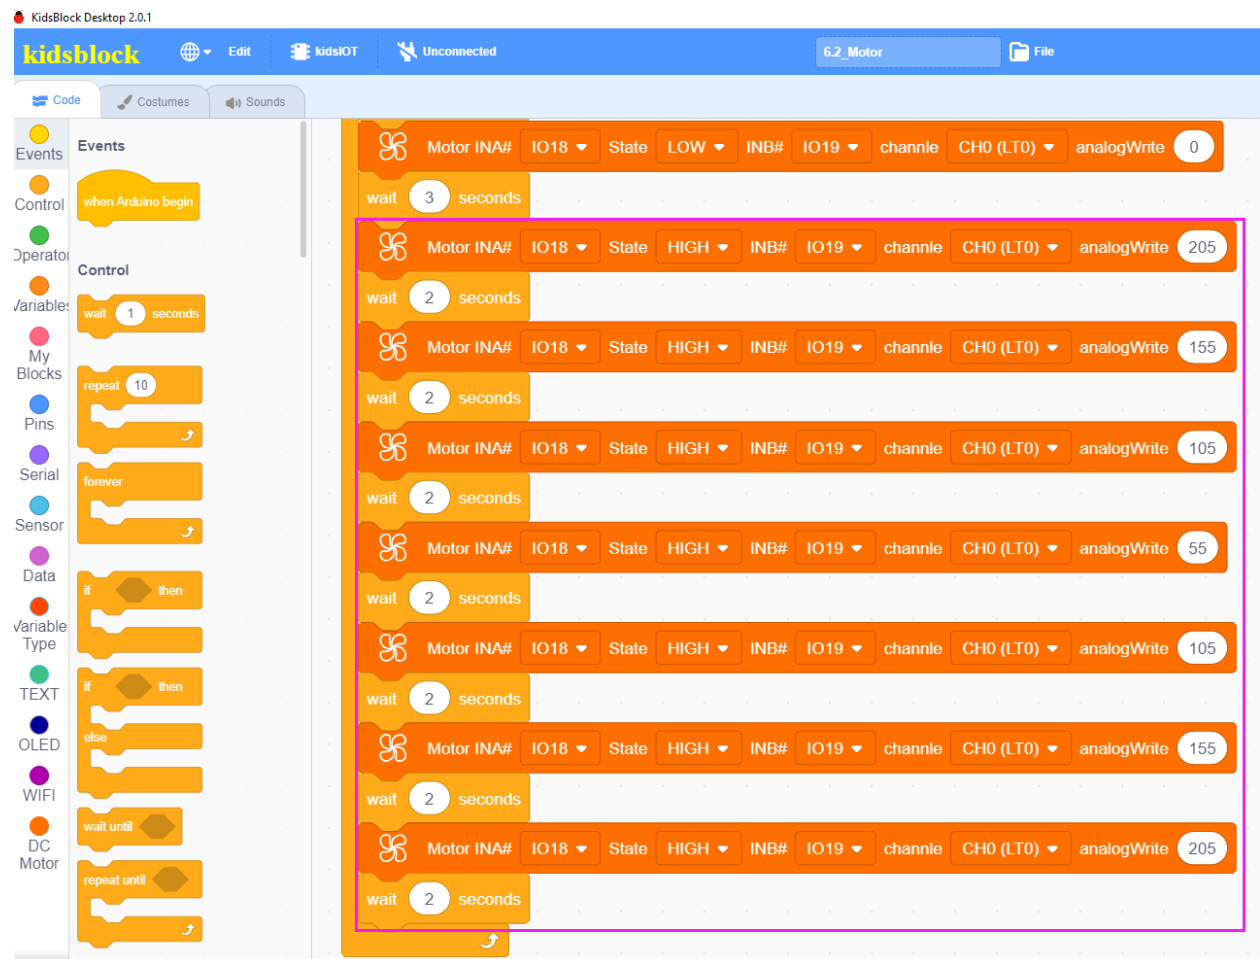 KidsBlock Desktop 2.0.1
kidsblock Edit kidsIOT Unconnected 6.2_Motor File
Code Costumes Sounds
Events
Control
Operator
Variables
My
Blocks
Pins
Serial
Sensor
Data
Variable
Type
TEXT
OLED
WIFI
DC
Motor
Events
when Arduino begin
Control
wait 1 seconds
repeat 10
forever
if then
if then
else
wait until
repeat until
Motor INA# IO18 State LOW INB# IO19 channle CH0 (LT0) analogWrite 0
wait 3 seconds
Motor INA# IO18 State HIGH INB# IO19 channle CH0 (LT0) analogWrite 205
wait 2 seconds
Motor INA# IO18 State HIGH INB# IO19 channle CH0 (LT0) analogWrite 155
wait 2 seconds
Motor INA# IO18 State HIGH INB# IO19 channle CH0 (LT0) analogWrite 105
wait 2 seconds
Motor INA# IO18 State HIGH INB# IO19 channle CH0 (LT0) analogWrite 55
wait 2 seconds
Motor INA# IO18 State HIGH INB# IO19 channle CH0 (LT0) analogWrite 105
wait 2 seconds
Motor INA# IO18 State HIGH INB# IO19 channle CH0 (LT0) analogWrite 155
wait 2 seconds
Motor INA# IO18 State HIGH INB# IO19 channle CH0 (LT0) analogWrite 205
wait 2 seconds